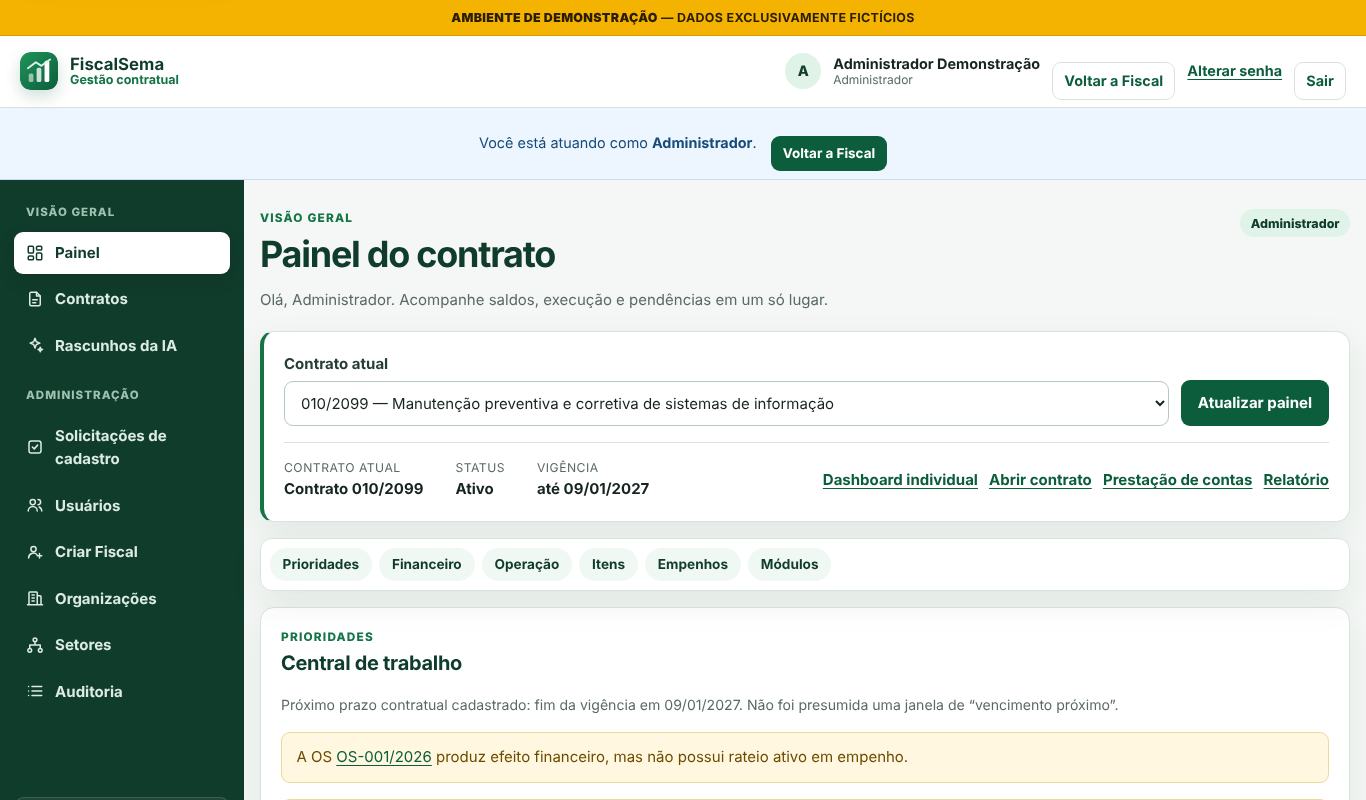 AMBIENTE DE DEMONSTRAÇÃO — DADOS EXCLUSIVAMENTE FICTÍCIOS
FiscalSema
Gestão contratual
A
Administrador Demonstração
Administrador
Voltar a Fiscal
Alterar senha
Sair
Você está atuando como Administrador.
Voltar a Fiscal
VISÃO GERAL
Painel
Contratos
Rascunhos da IA
ADMINISTRAÇÃO
Solicitações de
cadastro
Usuários
Criar Fiscal
Organizações
Setores
Auditoria
VISÃO GERAL
Administrador
Painel do contrato
Olá, Administrador. Acompanhe saldos, execução e pendências em um só lugar.
Contrato atual
010/2099 — Manutenção preventiva e corretiva de sistemas de informação
Atualizar painel
CONTRATO ATUAL
Contrato 010/2099
STATUS
Ativo
VIGÊNCIA
até 09/01/2027
Dashboard individual
Abrir contrato
Prestação de contas
Relatório
Prioridades
Financeiro
Operação
Itens
Empenhos
Módulos
PRIORIDADES
Central de trabalho
Próximo prazo contratual cadastrado: fim da vigência em 09/01/2027. Não foi presumida uma janela de “vencimento próximo”.
A OS OS-001/2026 produz efeito financeiro, mas não possui rateio ativo em empenho.